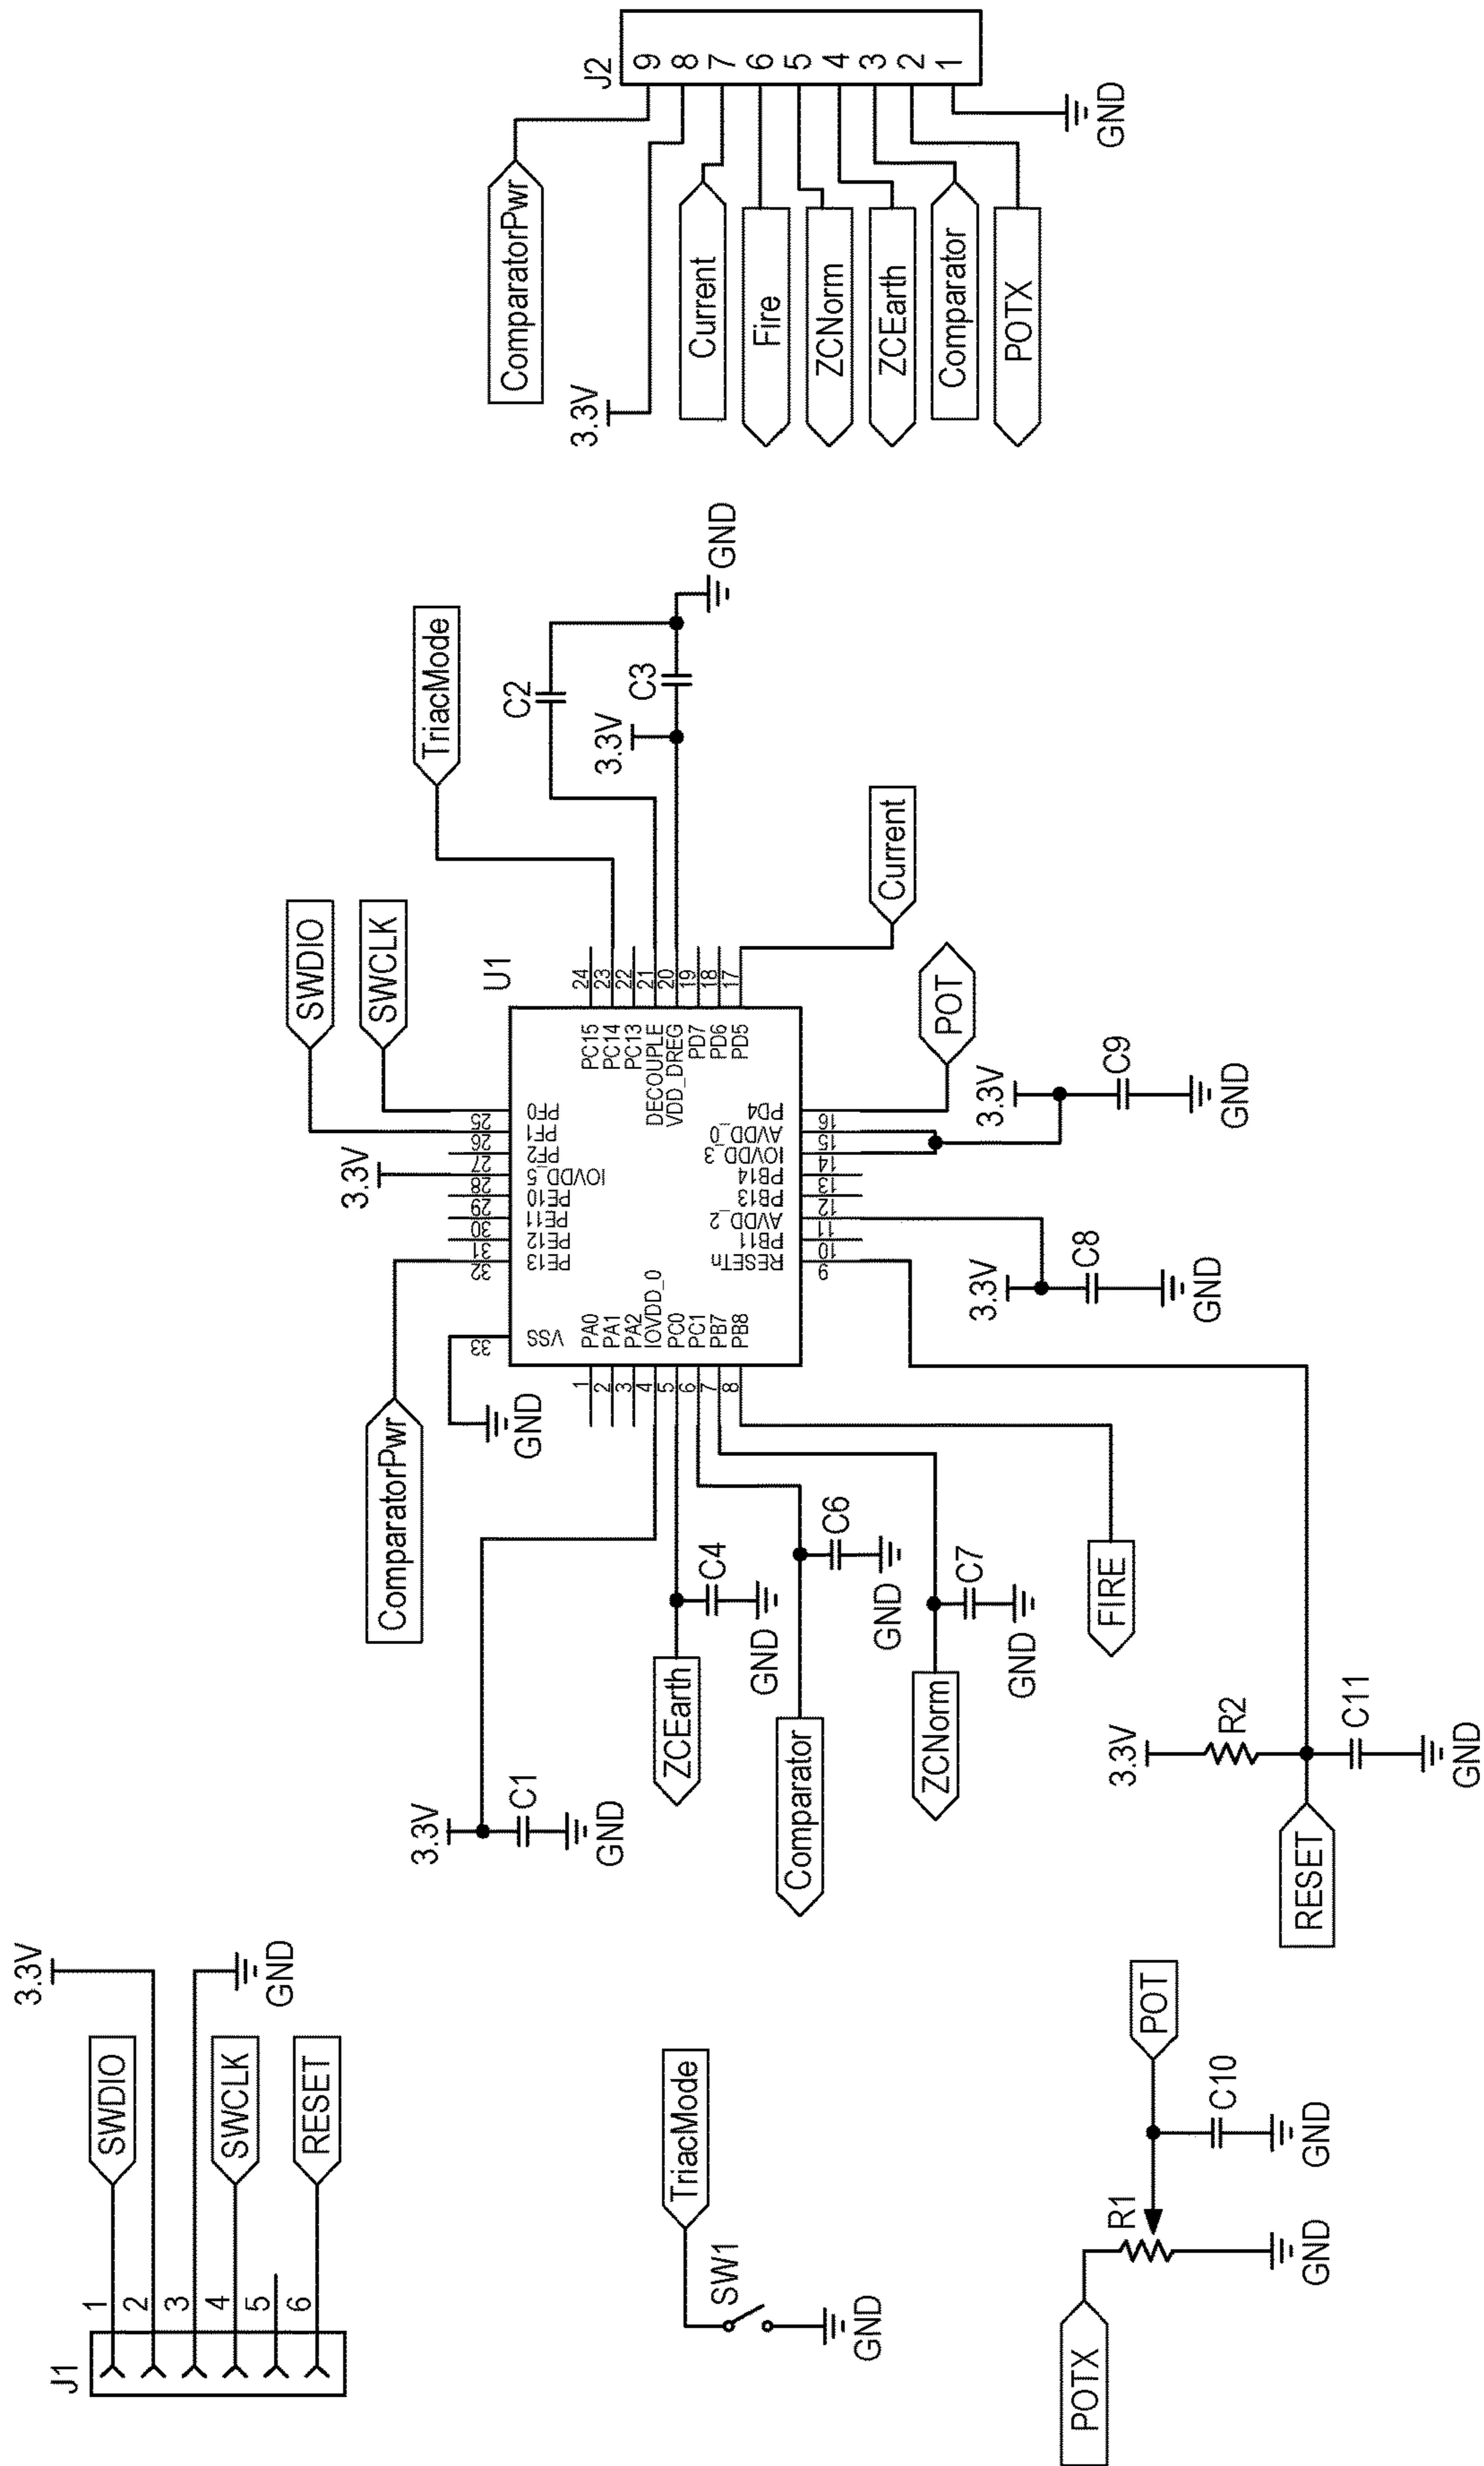 J1
1
2
3
4
5
6
SWDIO
3.3V
GND
SWCLK
RESET
TriacMode
SW1
GND
POTX
R1
GND
POT
C10
GND
3.3V
C1
GND
ZCEarth
C4
GND
Comparator
C6
GND
ZCNorm
C7
GND
FIRE
3.3V
R2
RESET
C11
GND
ComparatorPwr
GND
3.3V
SWDIO
SWCLK
U1
33
32
31
30
29
28
27
26
25
VSS
PE13
PE12
PE11
PE10
IOVDD_5
PF2
PF1
PF0
1 PA0
2 PA1
3 PA2
4 IOVDD_0
5 PC0
6 PC1
7 PB7
8 PB8
PC15 24
PC14 23
PC13 22
DECOUPLE 21
VDD_DREG 20
PD7 19
PD6 18
PD5 17
RESETn
PB11
AVDD_2
PB13
PB14
IOVDD_3
AVDD_0
PD4
9
10
11
12
13
14
15
16
3.3V
C8
GND
3.3V
C9
GND
POT
Current
TriacMode
C2
3.3V
C3
GND
J2
9
8
7
6
5
4
3
2
1
ComparatorPwr
3.3V
Current
Fire
ZCNorm
ZCEarth
Comparator
POTX
GND